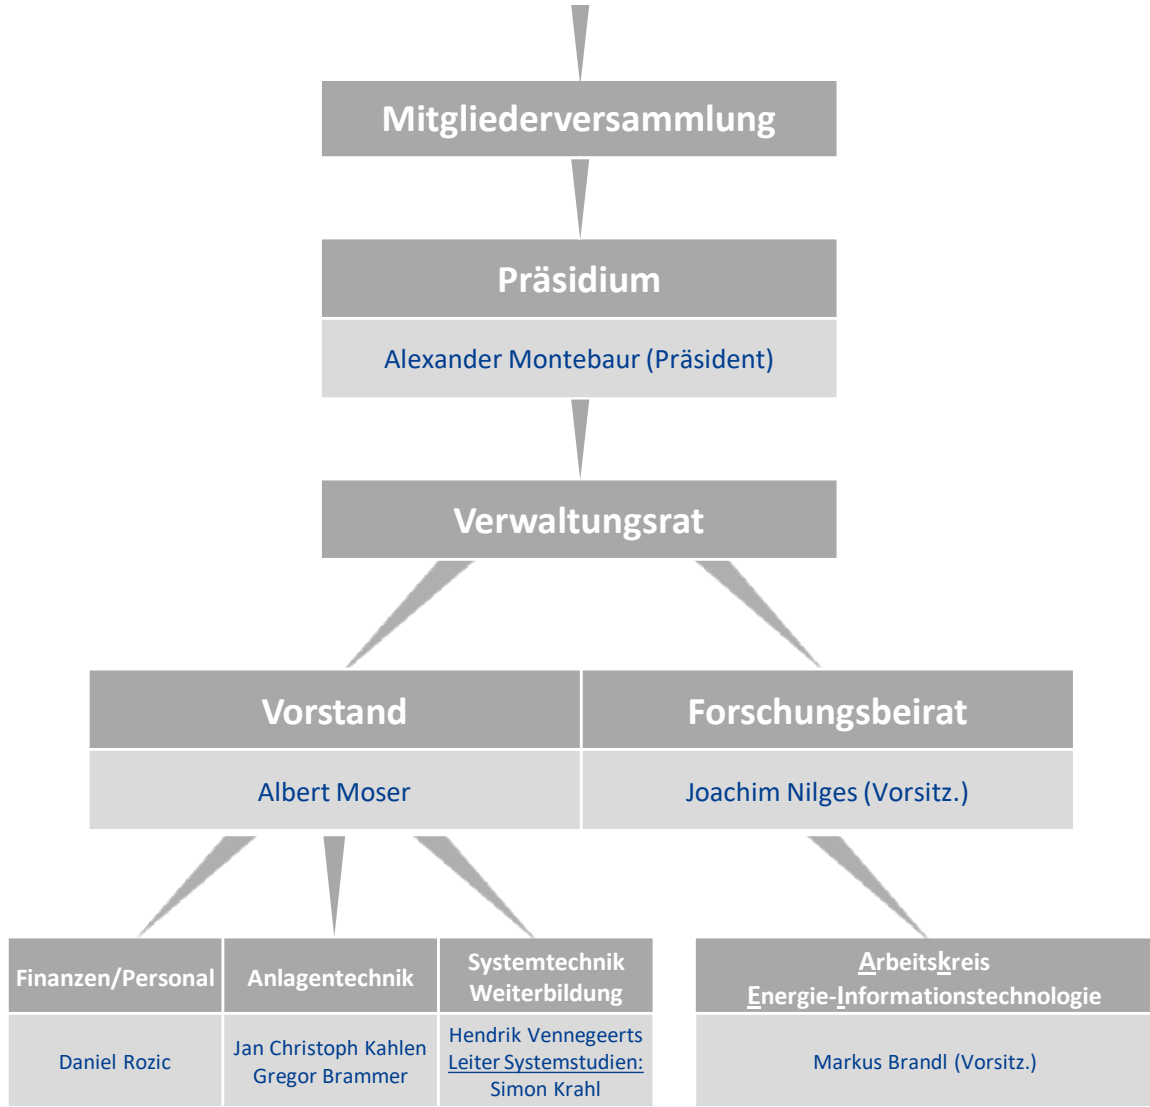 Mitgliederversammlung
Präsidium
Alexander Montebaur (Präsident)
Verwaltungsrat
Vorstand
Albert Moser
Forschungsbeirat
Joachim Nilges (Vorsitz.)
Finanzen/Personal
Daniel Rozic
Anlagentechnik
Jan Christoph Kahlen
Gregor Brammer
Systemtechnik
Weiterbildung
Hendrik Vennegeerts
Leiter Systemstudien:
Simon Krahl
Arbeitskreis
Energie-Informationstechnologie
Markus Brandl (Vorsitz.)